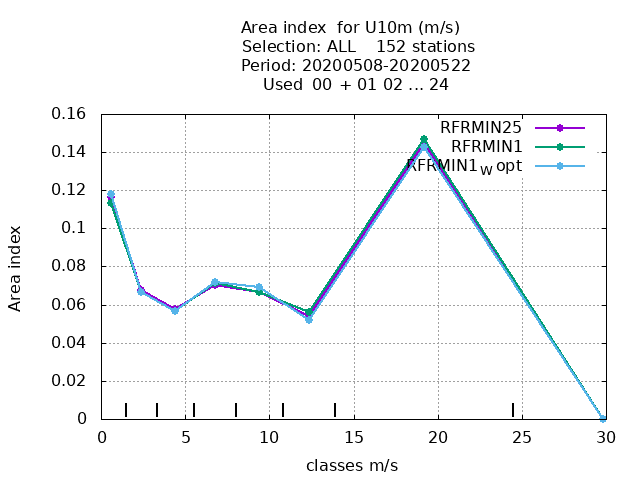 Area index for U10m (m/s)
Selection: ALL 152 stations
Period: 20200508-20200522
Used 00 + 01 02 ... 24
0.16
0.14
0.12
0.1
0.08
0.06
0.04
0.02
0
Area index
RFRMIN25
RFRMIN1
RFRMIN1W opt
0 5 10 15 20 25 30
classes m/s